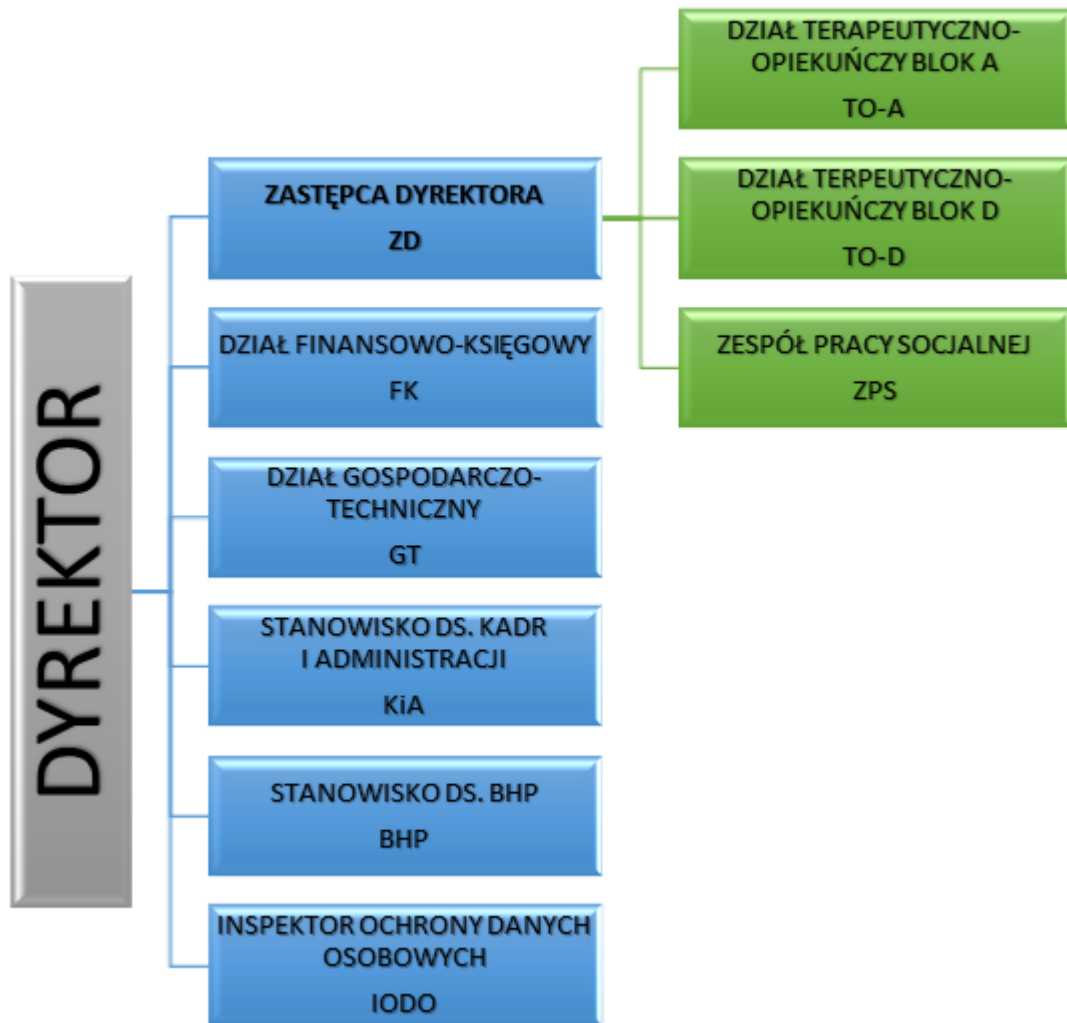 DYREKTOR
ZASTĘPCA DYREKTORA
ZD
DZIAŁ FINANSOWO-KSIĘGOWY
FK
DZIAŁ GOSPODARCZO-
TECHNICZNY
GT
STANOWISKO DS. KADR
I ADMINISTRACJI
KiA
STANOWISKO DS. BHP
BHP
INSPEKTOR OCHRONY DANYCH
OSOBOWYCH
IODO
DZIAŁ TERAPEUTYCZNO-
OPIEKUŃCZY BLOK A
TO-A
DZIAŁ TERPEUTYCZNO-
OPIEKUŃCZY BLOK D
TO-D
ZESPÓŁ PRACY SOCJALNEJ
ZPS